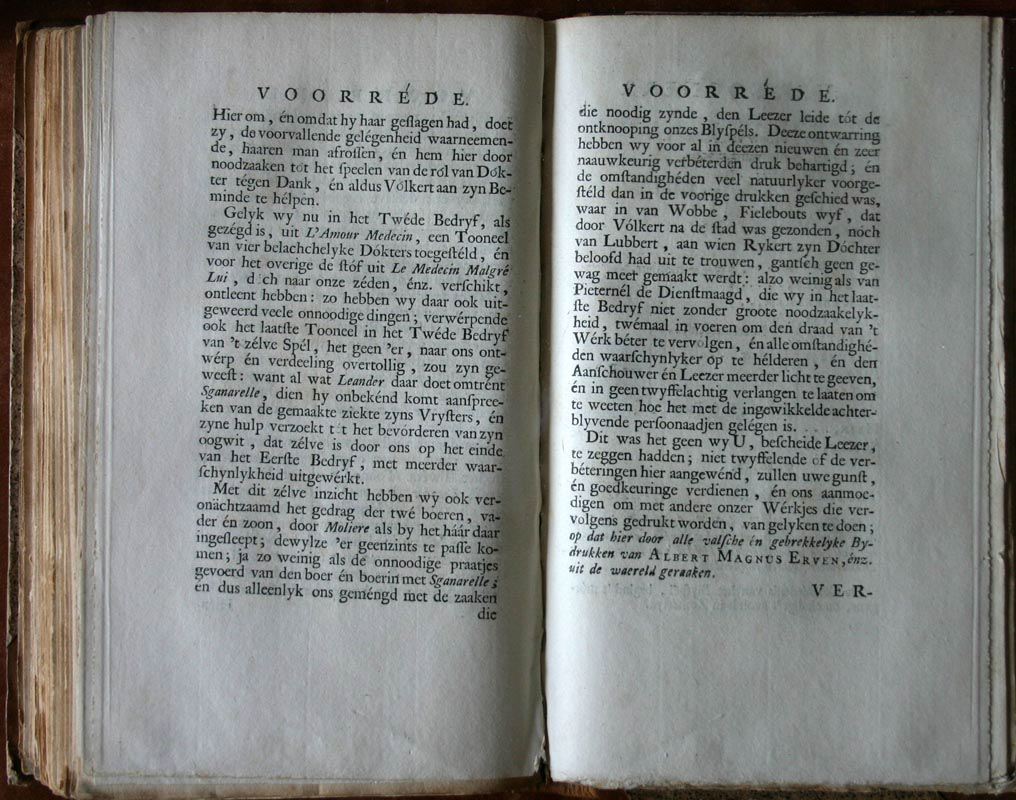 VOORRÉDE.
Hier om, én omdat hy haar geſlagen had, doet
zy, de voorvallende gelégenheid waarneemen-
de, haaren man afroſſen, én hem hier door
noodzaaken tót het ſpeelen van de ról van Dók-
ter tégen Dank, én aldus Vólkert aan zyn Be-
minde te hélpen.
Gelyk wy nu in het Twéde Bedryf, als
gezégd is, uit L'Amour Medecin, een Tooneel
van vier belachchelyke Dókters toegeſtéld, én
voor het overige de ſtóf uit Le Medecin Malgré
Lui, dóch naar onze zéden, énz. verſchikt,
ontleent hebben: zo hebben wy daar ook uit-
geweerd veele onnoodige dingen; verwérpende
ook het laatſte Tooneel in het Twéde Bedryf
van 't zélve Spél, het geen 'er, naar ons ont-
wérp én verdeeling overtollig, zou zyn ge-
weeſt: want al wat Leander daar doet omtrént
Sganarelle, dien hy onbekénd komt aanſpree-
ken van de gemaakte ziekte zyns Vryſters, én
zyne hulp verzoekt tót het bevórderen van zyn
oogwit, dat zélve is door ons op het einde
van het Eerſte Bedryf, met meerder waar-
ſchynlykheid uitgewérkt.
Met dit zélve inzicht hebben wy ook ver-
onachtzaamd het gedrag der twé boeren, va-
der én zoon, door Moliere als by het háár daar
ingeſleept; dewylze 'er geenzints te paſſe ko-
men; ja zo weinig als de onnoodige praatjes
gevoerd van den boer én boerin met Sganarelle;
én dus alleenlyk ons geméngd met de zaaken
die
VOORRÉDE.
die noodig zynde, den Leezer leide tót de
ontknooping onzes Blyſpéls. Deeze ontwarring
hebben wy voor al in deezen nieuwen én zeer
naauwkeurig verbéterden druk behartigd; én
de omſtandighéden veel natuurlyker voorge-
ſtéld dan in de voorige drukken geſchied was,
waar in van Wobbe, Fielebouts wyf, dat
door Vólkert na de ſtad was gezonden, nóch
van Lubbert, aan wien Rykert zyn Dóchter
beloofd had uit te trouwen, gantſch geen ge-
wag meer gemaakt werdt: alzo weinig als van
Pieternél de Dienſtmaagd, die wy in het laat-
ſte Bedryf niet zonder groote noodzaakelyk-
heid, twémaal in voeren om den draad van 't
Wérk béter te vervolgen, én alle omſtandighé-
den waarſchynlyker op te hélderen, én den
Aanſchouwer én Leezer meerder licht te geeven,
én in geen twyffelachtig verlangen te laaten om
te weeten hoe het met de ingewikkelde achter-
blyvende perſoonaadjen gelégen is.
Dit was het geen wy U, beſcheide Leezer,
te zeggen hadden; niet twyffelende óf de ver-
béteringen hier aangewénd, zullen uwe gunſt,
én goedkeuringe verdienen, én ons aanmoe-
digen om met andere onzer Wérkjes die ver-
volgens gedrukt worden, van gelyken te doen;
op dat hier door alle valſche én gebrekkelyke By-
drukken van ALBERT MAGNUS ERVEN, énz.
uit de waereld geraaken.
VER-